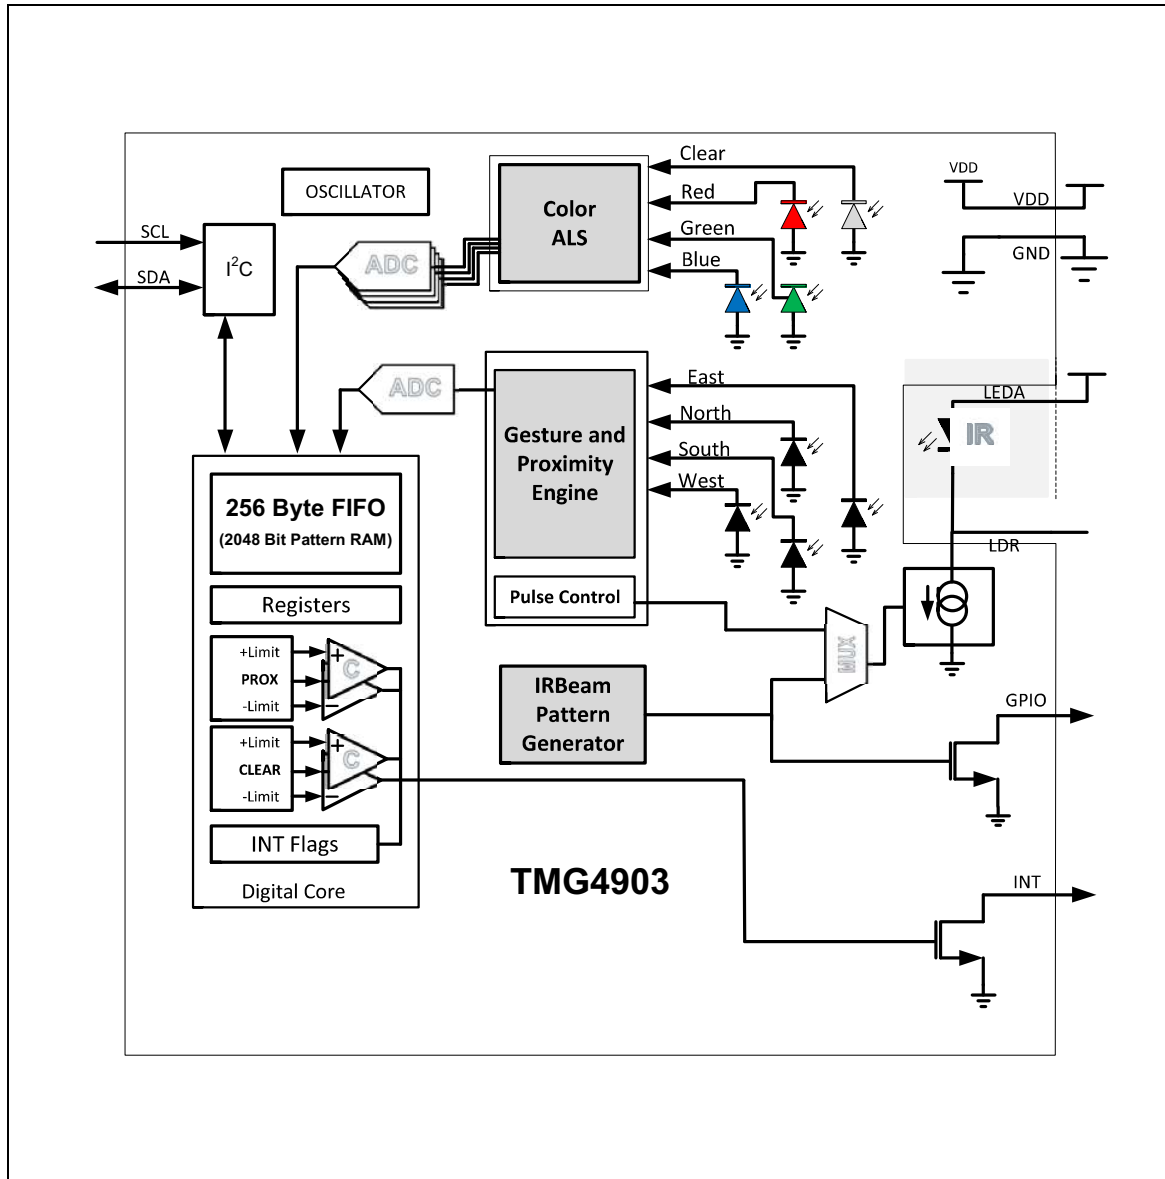 Clear
VDD
OSCILLATOR
Red
VDD
Color
ALS
SCL
Green
ADC
I²C
GND
Blue
SDA
East
ADC
LEDA
North
IR
Gesture and
Proximity
Engine
South
West
256 Byte FIFO
(2048 Bit Pattern RAM)
LDR
Pulse Control
Registers
MUX
+Limit
+
C
PROX
-Limit
−
IRBeam
Pattern
Generator
GPIO
+Limit
+
C
CLEAR
-Limit
−
INT Flags
TMG4903
INT
Digital Core